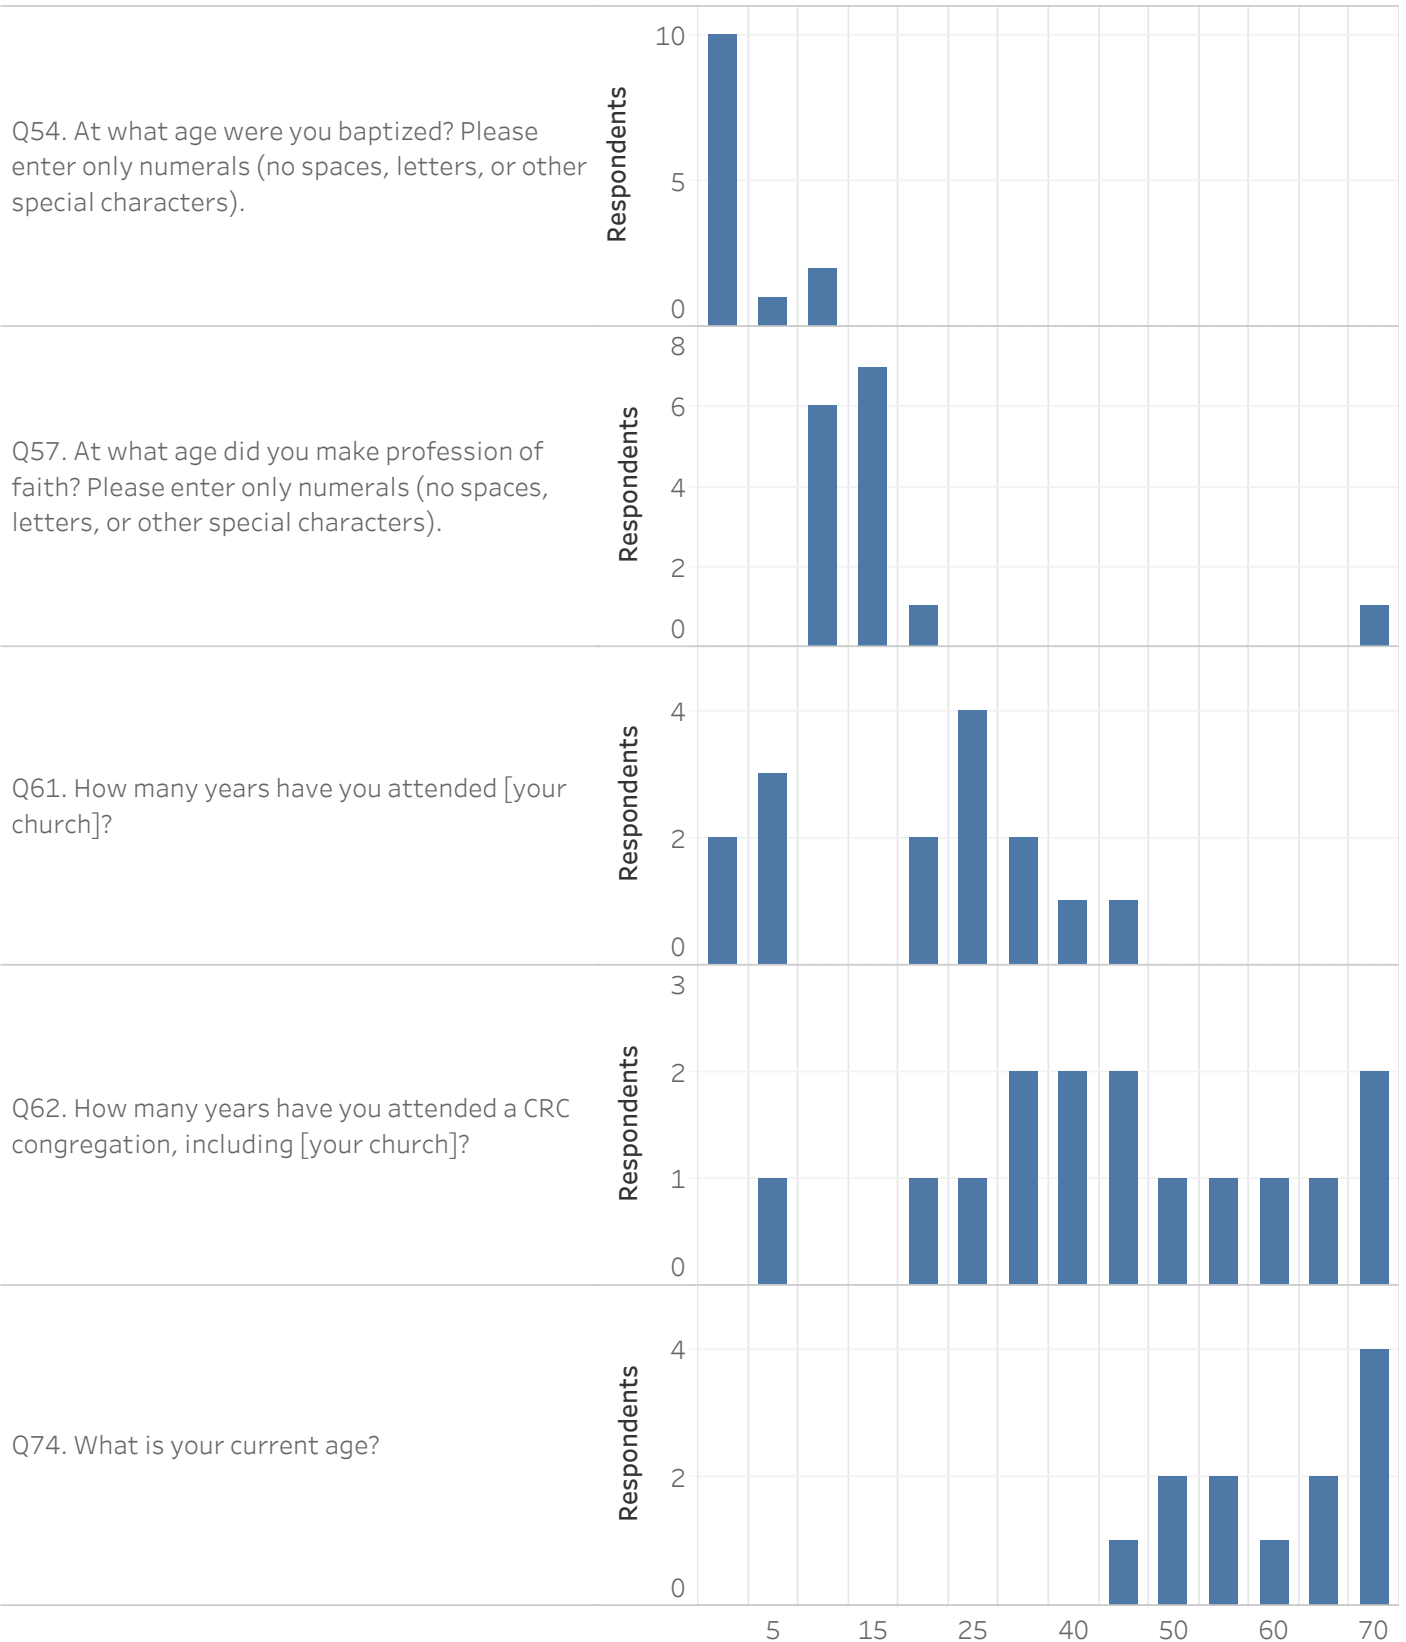 Q54. At what age were you baptized? Please
enter only numerals (no spaces, letters, or other
special characters).
Respondents
10
5
0
Q57. At what age did you make profession of
faith? Please enter only numerals (no spaces,
letters, or other special characters).
Respondents
8
6
4
2
0
Q61. How many years have you attended [your
church]?
Respondents
4
2
0
Q62. How many years have you attended a CRC
congregation, including [your church]?
Respondents
3
2
1
0
Q74. What is your current age?
Respondents
4
2
0
5 15 25 40 50 60 70